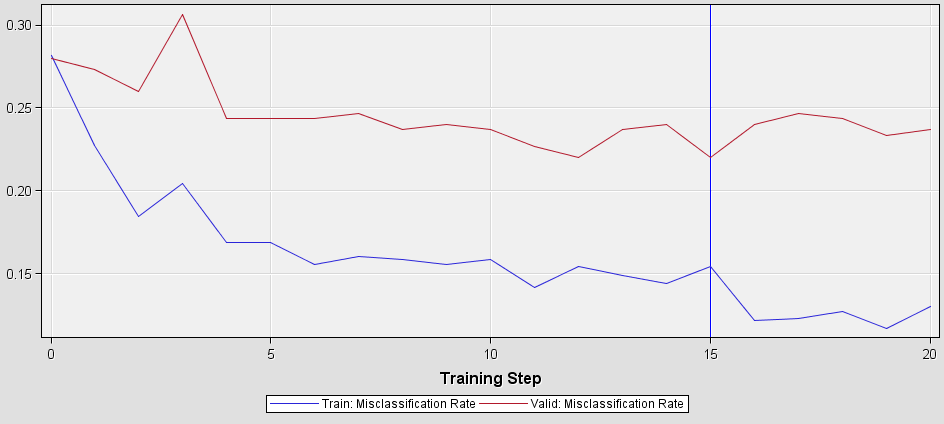 0.30
0.25
0.20
0.15
0 5 10 15 20
Training Step
Train: Misclassification Rate Valid: Misclassification Rate